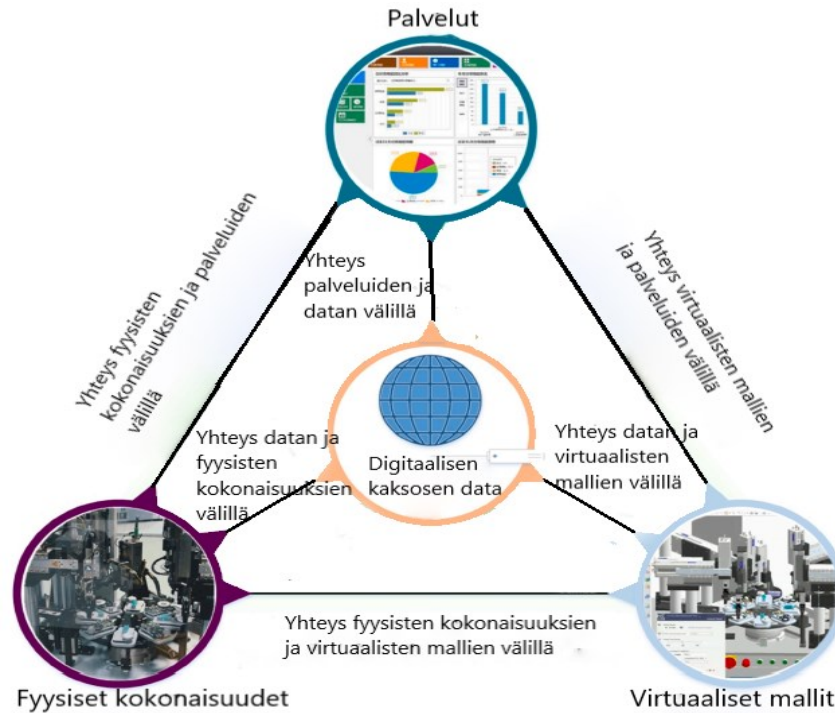 Palvelut
Yhteys fyysisten
kokonaisuuksien ja palveluiden
välillä
Yhteys virtuaalisten mallien
ja palveluiden välillä
Yhteys
palveluiden ja
datan välillä
Yhteys datan ja
fyysisten
kokonaisuuksien
välillä
Digitaalisen
kaksosen data
Yhteys datan ja
virtuaalisten
mallien välillä
Yhteys fyysisten kokonaisuuksien
ja virtuaalisten mallien välillä
Fyysiset kokonaisuudet
Virtuaaliset mallit